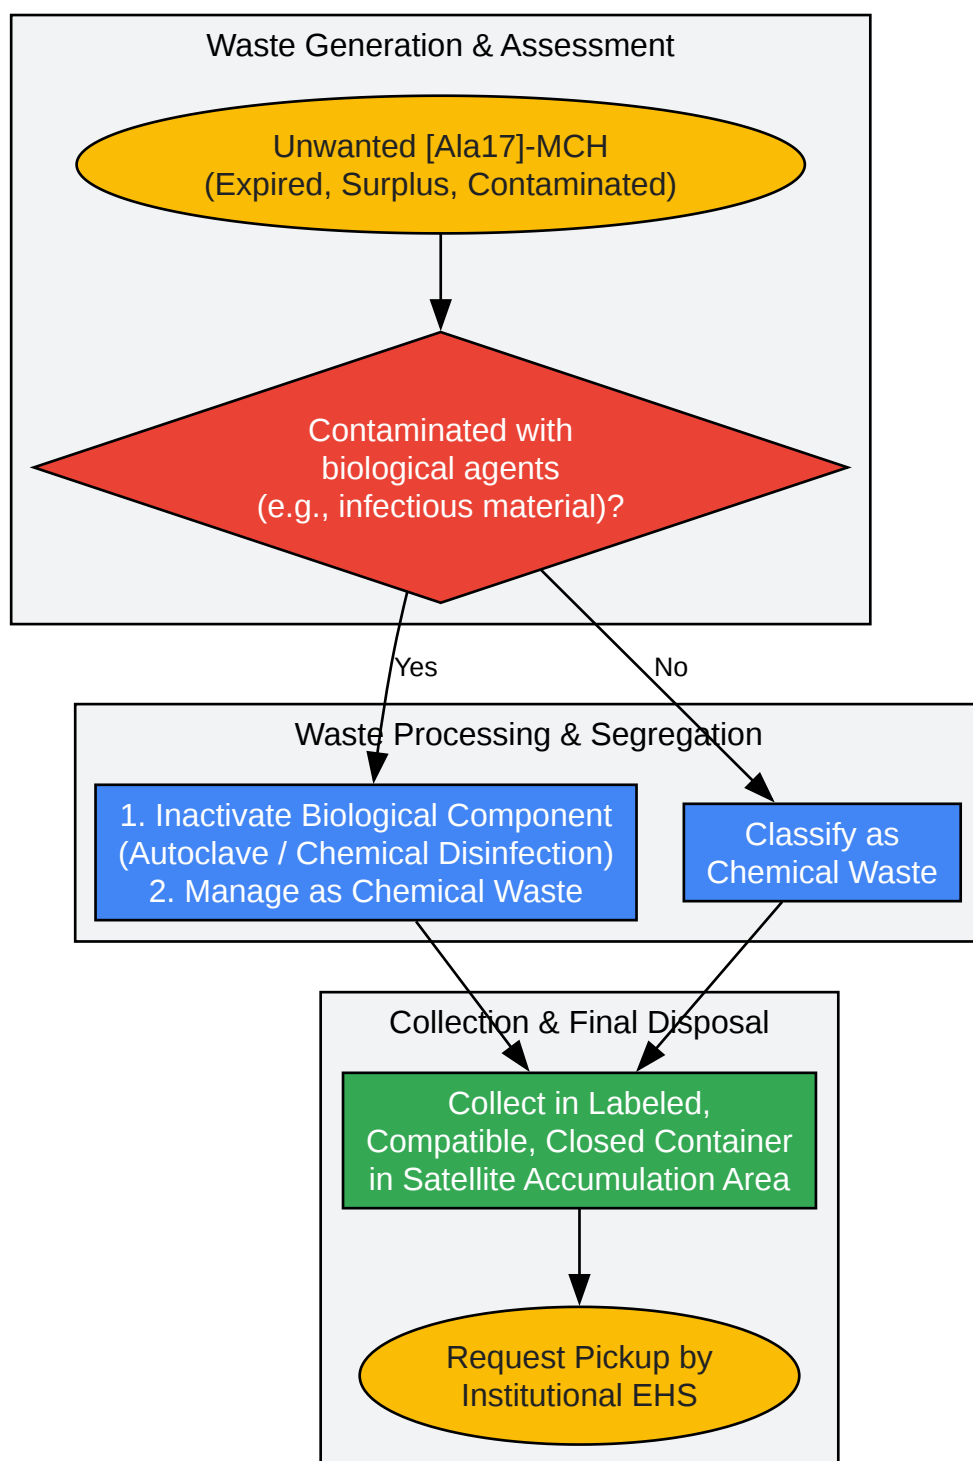 Waste Generation & Assessment
Unwanted [Ala17]-MCH
(Expired, Surplus, Contaminated)
Contaminated with
biological agents
(e.g., infectious material)?
Yes
No
Waste Processing & Segregation
1. Inactivate Biological Component
(Autoclave / Chemical Disinfection)
2. Manage as Chemical Waste
Classify as
Chemical Waste
Collection & Final Disposal
Collect in Labeled,
Compatible, Closed Container
in Satellite Accumulation Area
Request Pickup by
Institutional EHS